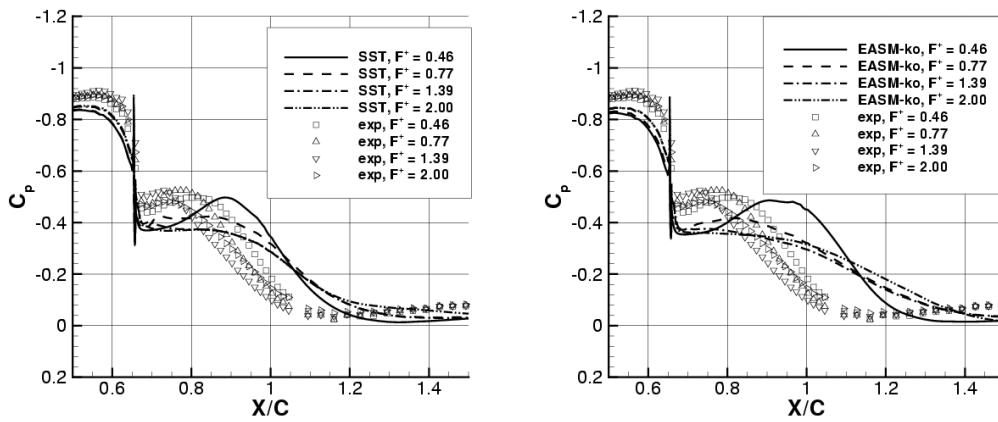 -1.2
-1
-0.8
-0.6
-0.4
-0.2
0
0.2
Cp
0.6
0.8
1
1.2
1.4
X/C
SST, F+ = 0.46
SST, F+ = 0.77
SST, F+ = 1.39
SST, F+ = 2.00
exp, F+ = 0.46
exp, F+ = 0.77
exp, F+ = 1.39
exp, F+ = 2.00
-1.2
-1
-0.8
-0.6
-0.4
-0.2
0
0.2
Cp
0.6
0.8
1
1.2
1.4
X/C
EASM-ko, F+ = 0.46
EASM-ko, F+ = 0.77
EASM-ko, F+ = 1.39
EASM-ko, F+ = 2.00
exp, F+ = 0.46
exp, F+ = 0.77
exp, F+ = 1.39
exp, F+ = 2.00